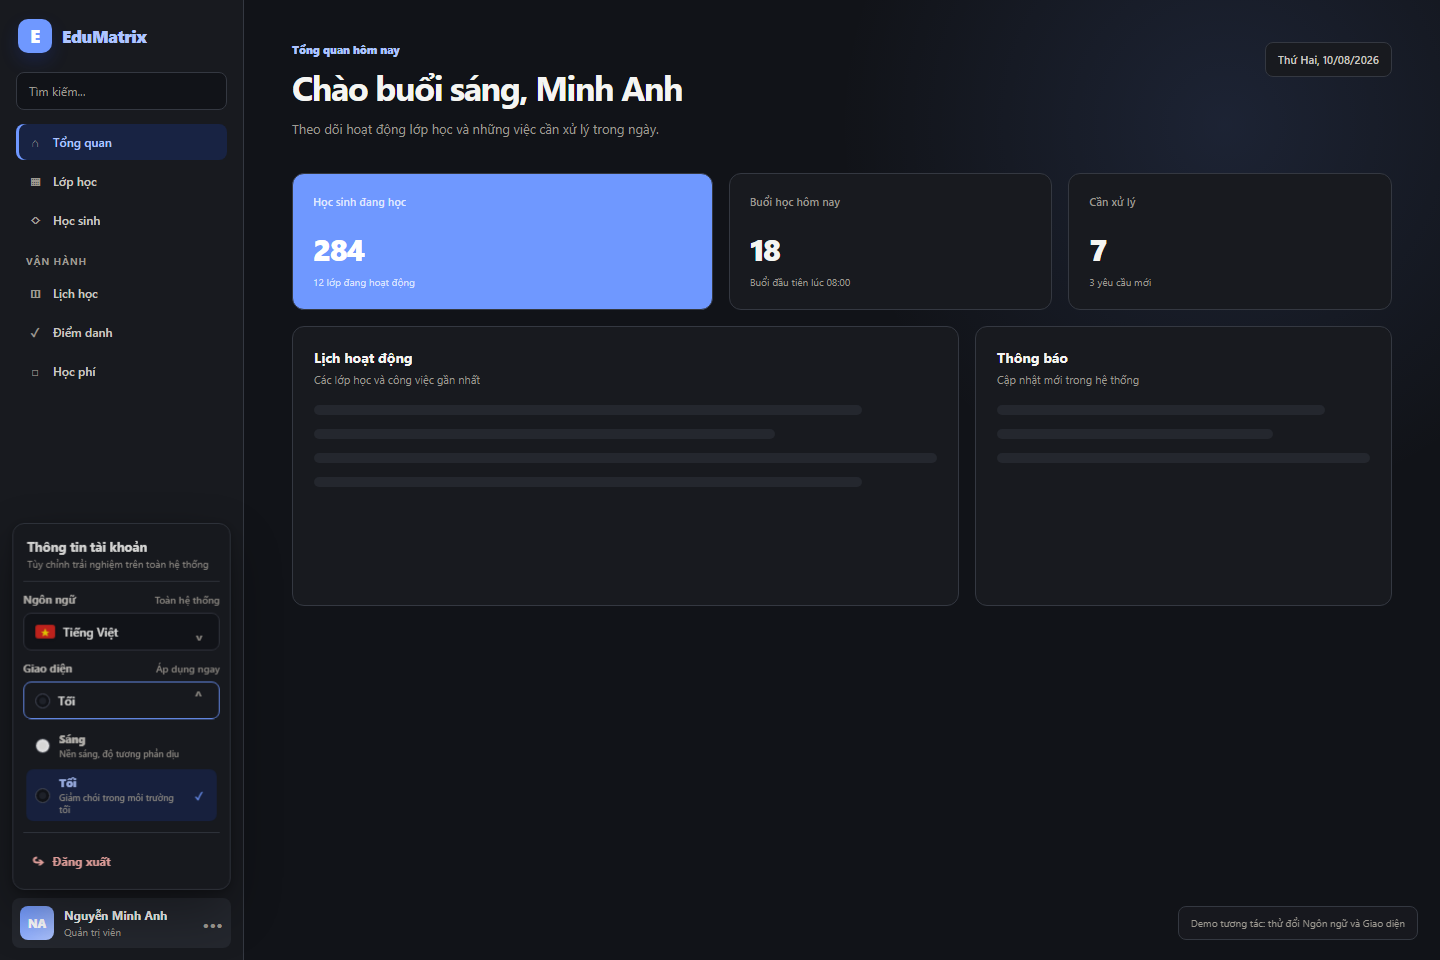 E EduMatrix
Tìm kiếm...
Tổng quan
Lớp học
Học sinh
VẬN HÀNH
Lịch học
Điểm danh
Học phí
Thông tin tài khoản
Tùy chỉnh trải nghiệm trên toàn hệ thống
Ngôn ngữ Toàn hệ thống
Tiếng Việt
Giao diện Áp dụng ngay
Tối
Sáng
Nền sáng, độ tương phản dịu
Tối
Giảm chói trong môi trường
tối
Đăng xuất
NA Nguyễn Minh Anh
Quản trị viên
Tổng quan hôm nay
Chào buổi sáng, Minh Anh
Theo dõi hoạt động lớp học và những việc cần xử lý trong ngày.
Thứ Hai, 10/08/2026
Học sinh đang học
284
12 lớp đang hoạt động
Buổi học hôm nay
18
Buổi đầu tiên lúc 08:00
Cần xử lý
7
3 yêu cầu mới
Lịch hoạt động
Các lớp học và công việc gần nhất
Thông báo
Cập nhật mới trong hệ thống
Demo tương tác: thử đổi Ngôn ngữ và Giao diện